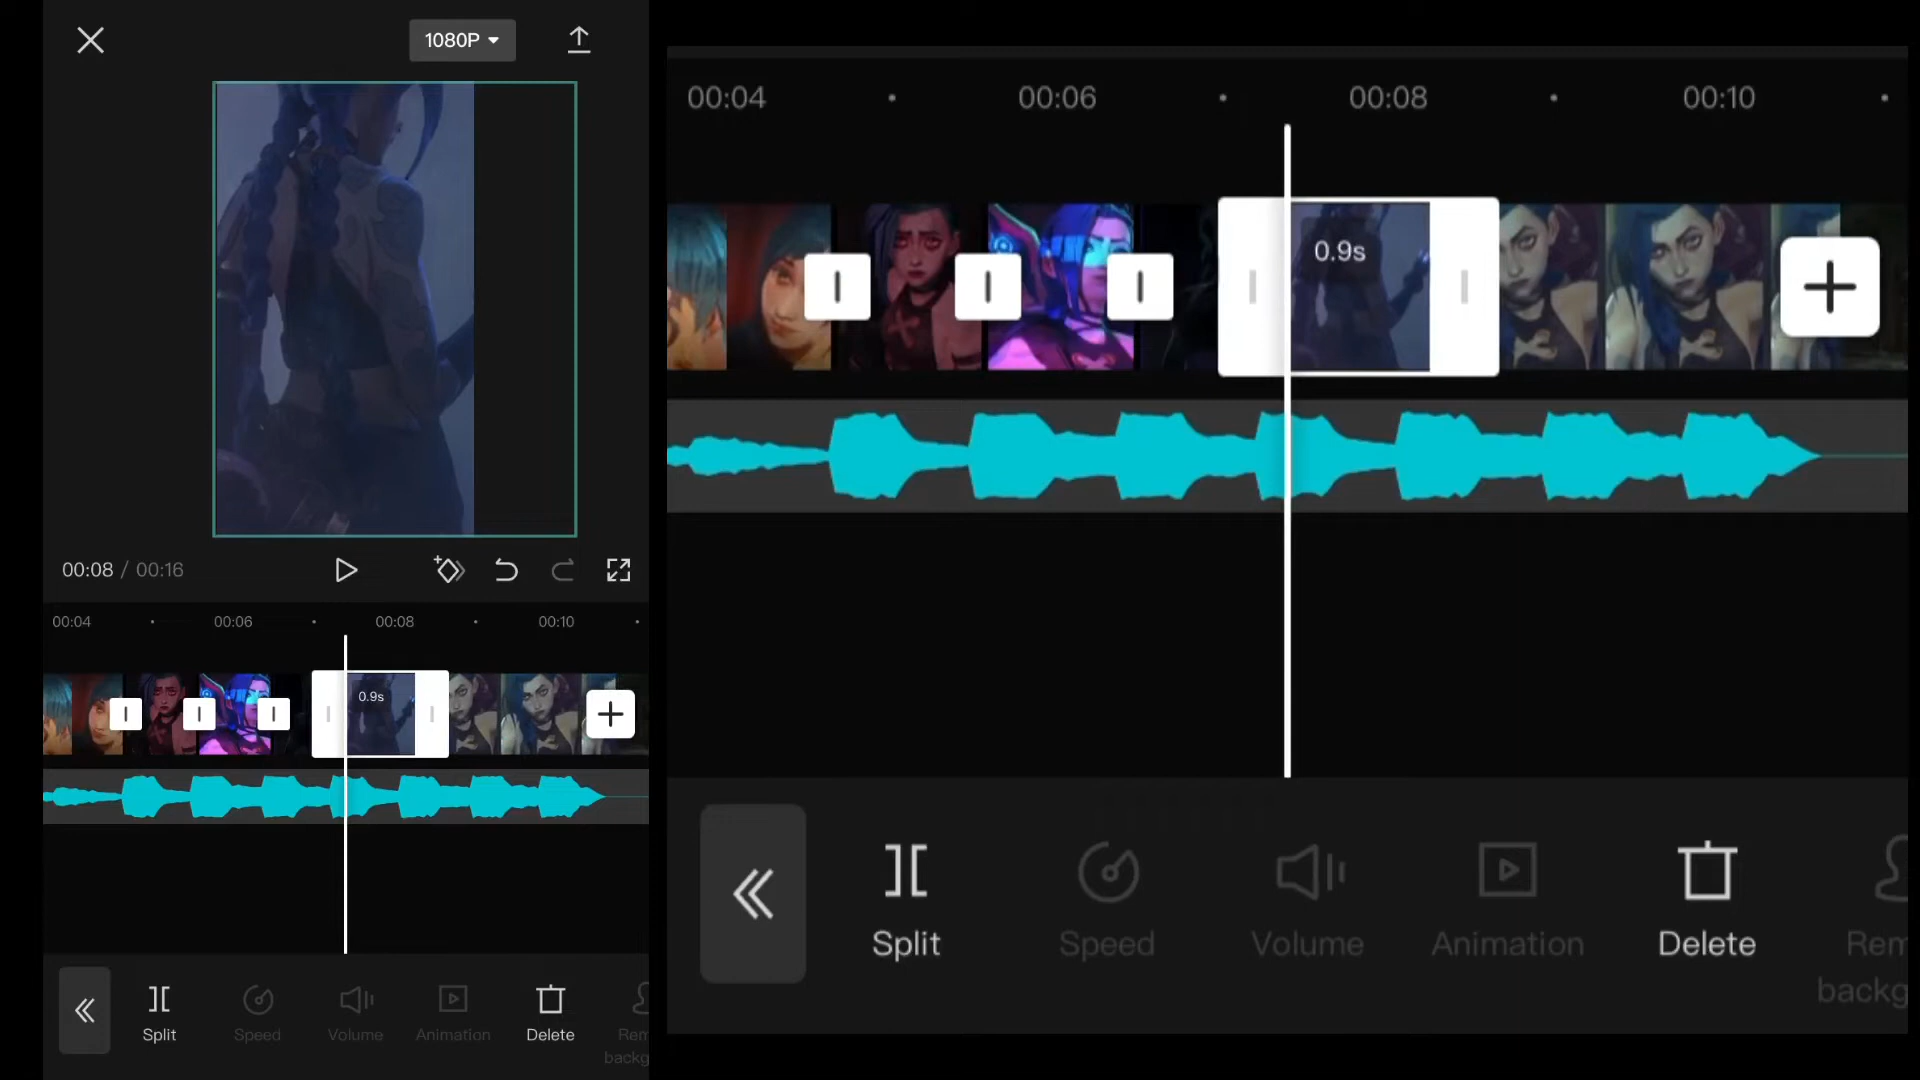 1080P
00:08 / 00:16
00:04 00:06 00:08 00:10
0.9s
Split Speed Volume Animation Delete Rem
backg
00:04 00:06 00:08 00:10
0.9s
Split Speed Volume Animation Delete Rem
backg